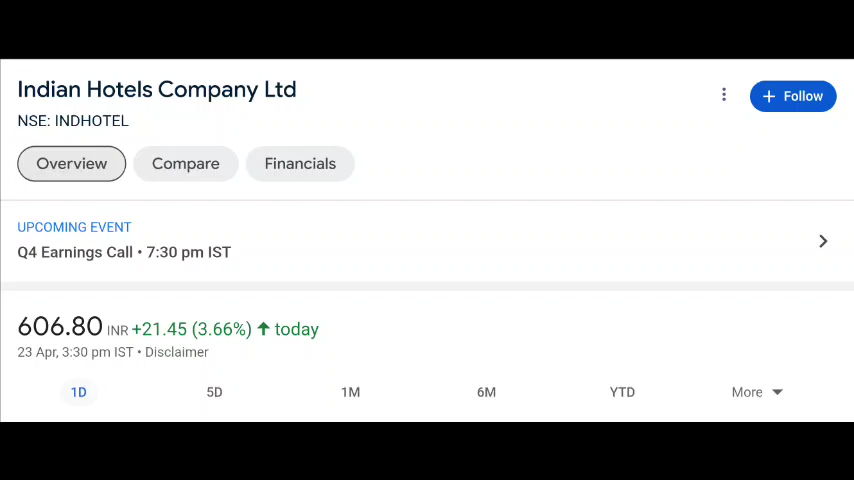 Indian Hotels Company Ltd
+ Follow
NSE: INDHOTEL
Overview Compare Financials
UPCOMING EVENT
Q4 Earnings Call • 7:30 pm IST
606.80 INR +21.45 (3.66%) ↑ today
23 Apr, 3:30 pm IST • Disclaimer
1D 5D 1M 6M YTD More